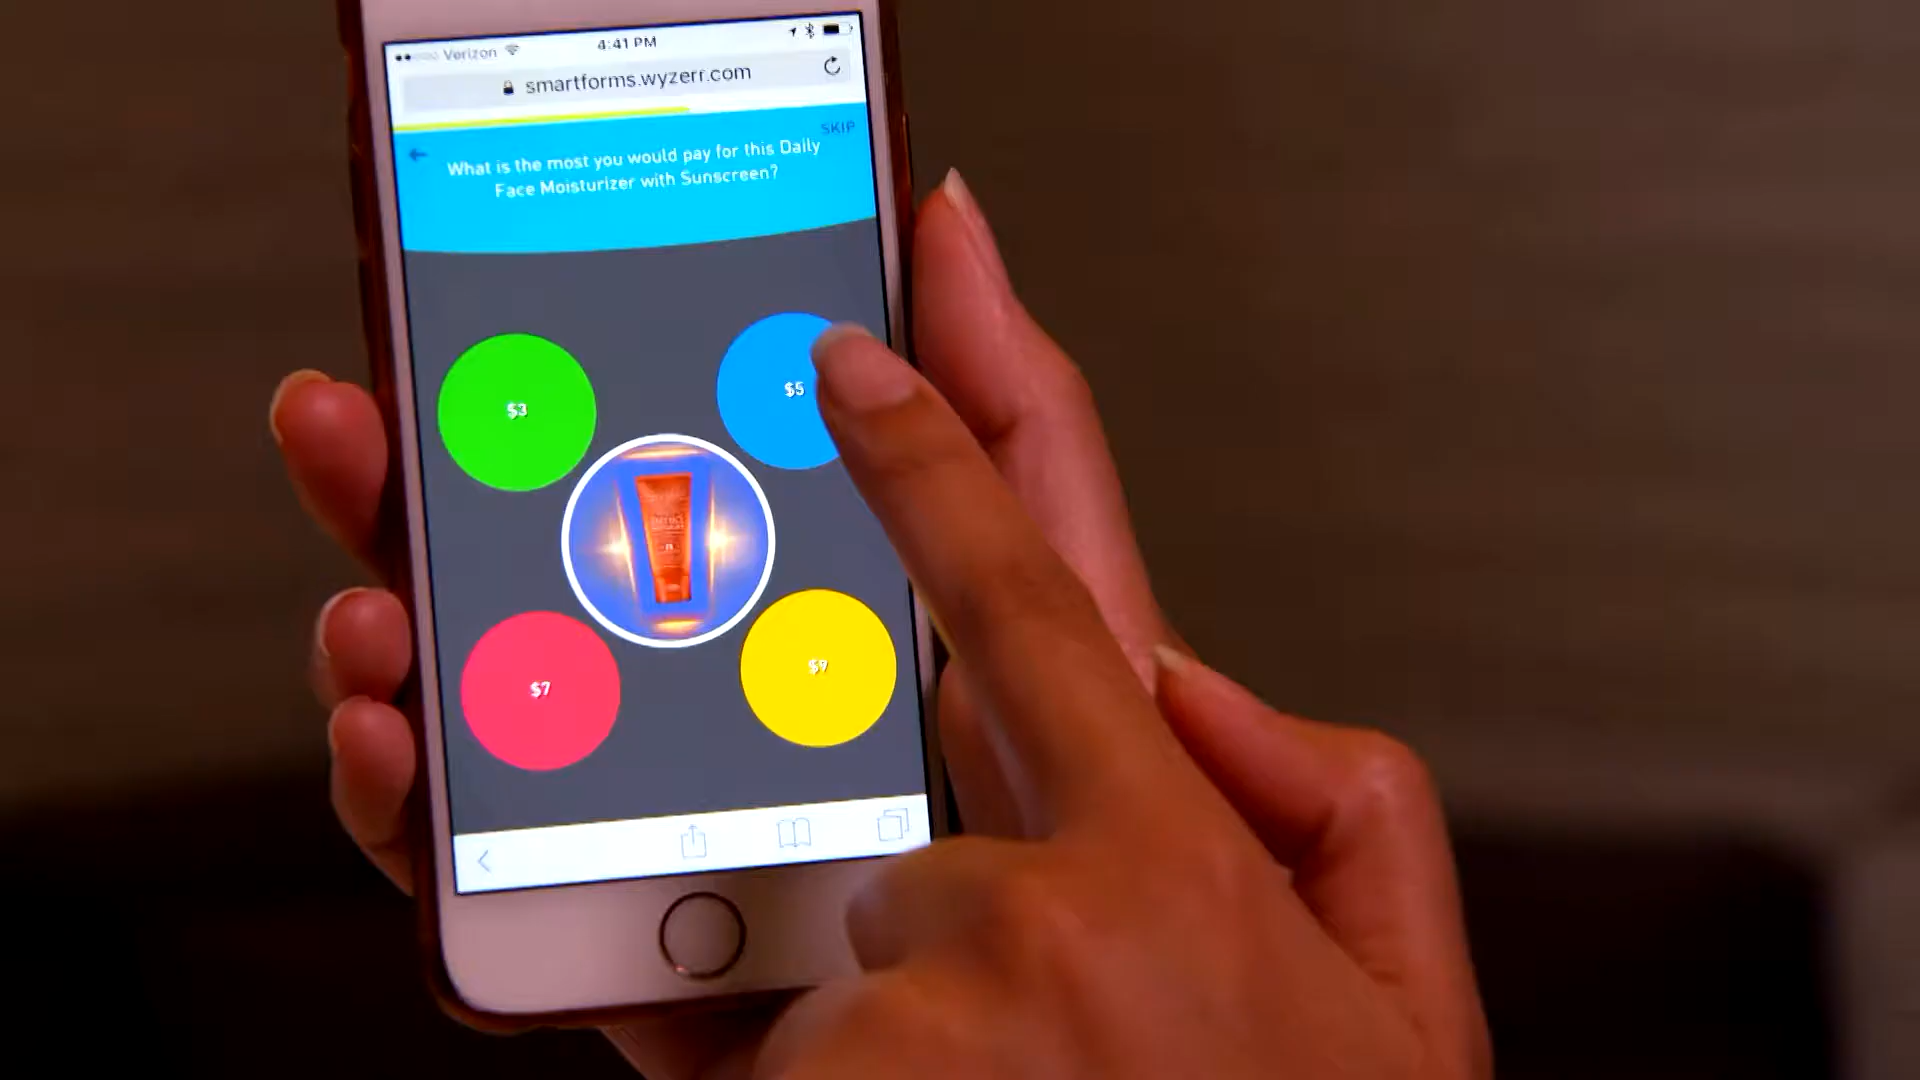 Verizon
4:41 PM
smartforms.wyzerr.com
SKIP
What is the most you would pay for this Daily
Face Moisturizer with Sunscreen?
$3
$5
$7
$9